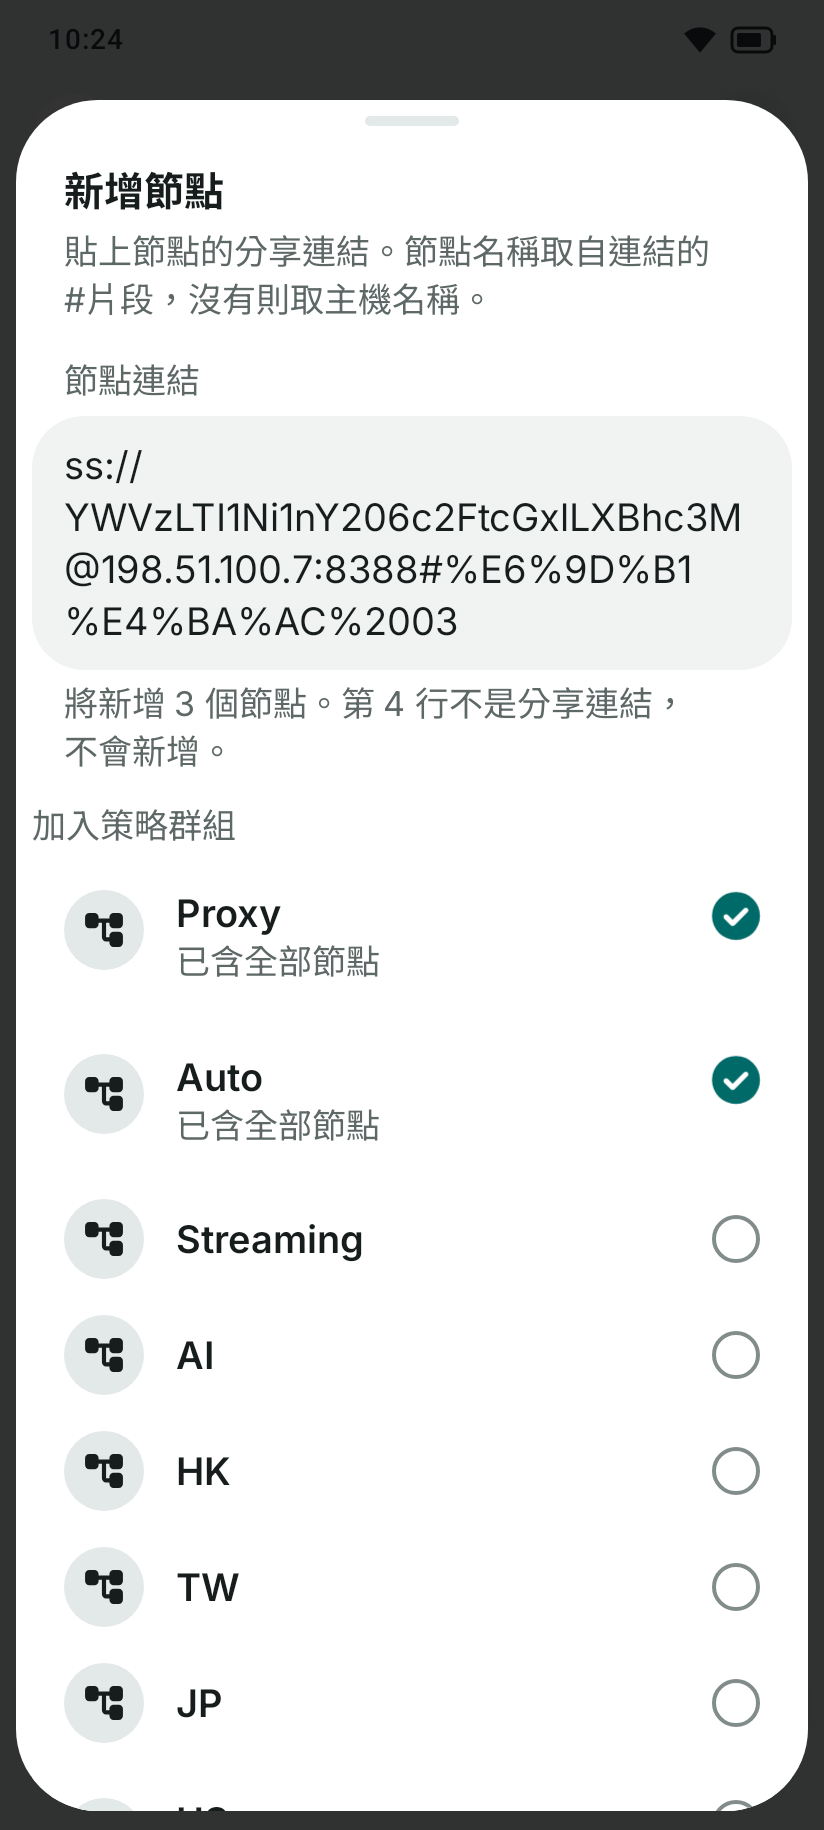 10:24
新增節點
貼上節點的分享連結。節點名稱取自連結的
#片段，沒有則取主機名稱。
節點連結
ss://
YWVzLTI1Ni1nY206c2FtcGxlLXBhc3M
@198.51.100.7:8388#%E6%9D%B1
%E4%BA%AC%2003
將新增 3 個節點。第 4 行不是分享連結，
不會新增。
加入策略群組
Proxy
已含全部節點
Auto
已含全部節點
Streaming
AI
HK
TW
JP